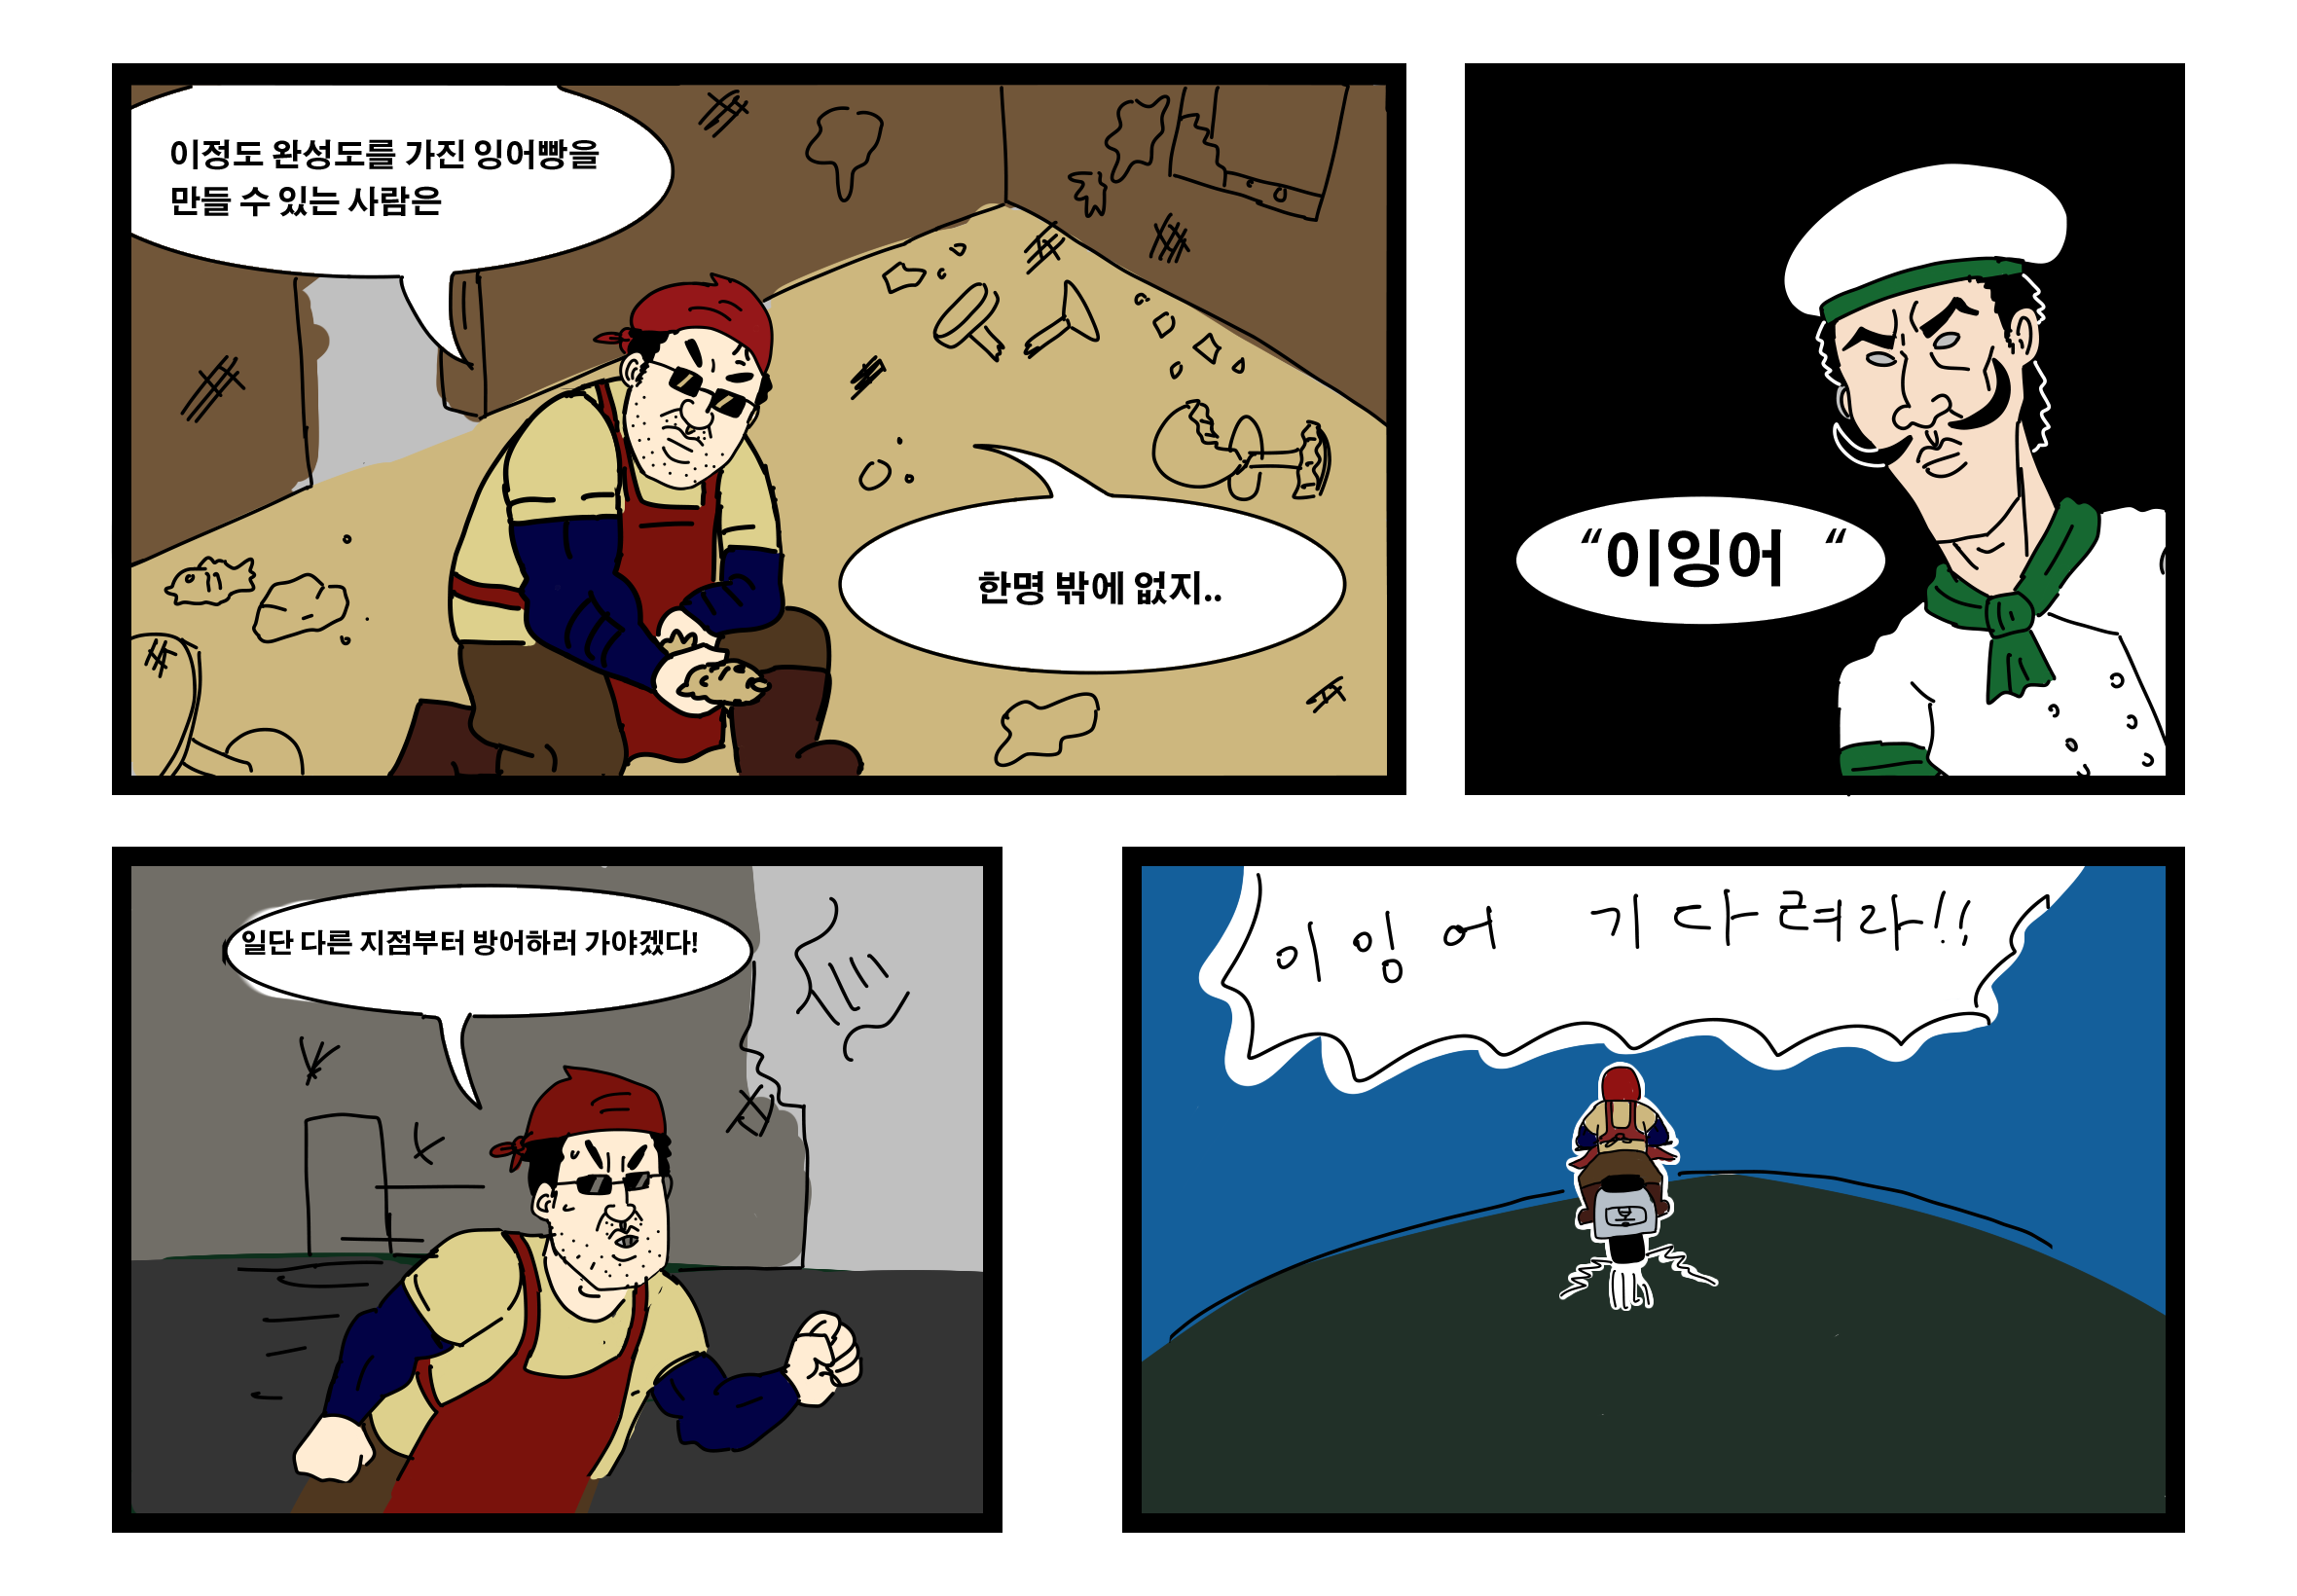 이정도 완성도를 가진 잉어빵을
만들 수 있는 사람은
한명 밖에 없지..
“이잉어 “
일단 다른 지점부터 방어하러 가야겠다!
이잉어 기다려라!!